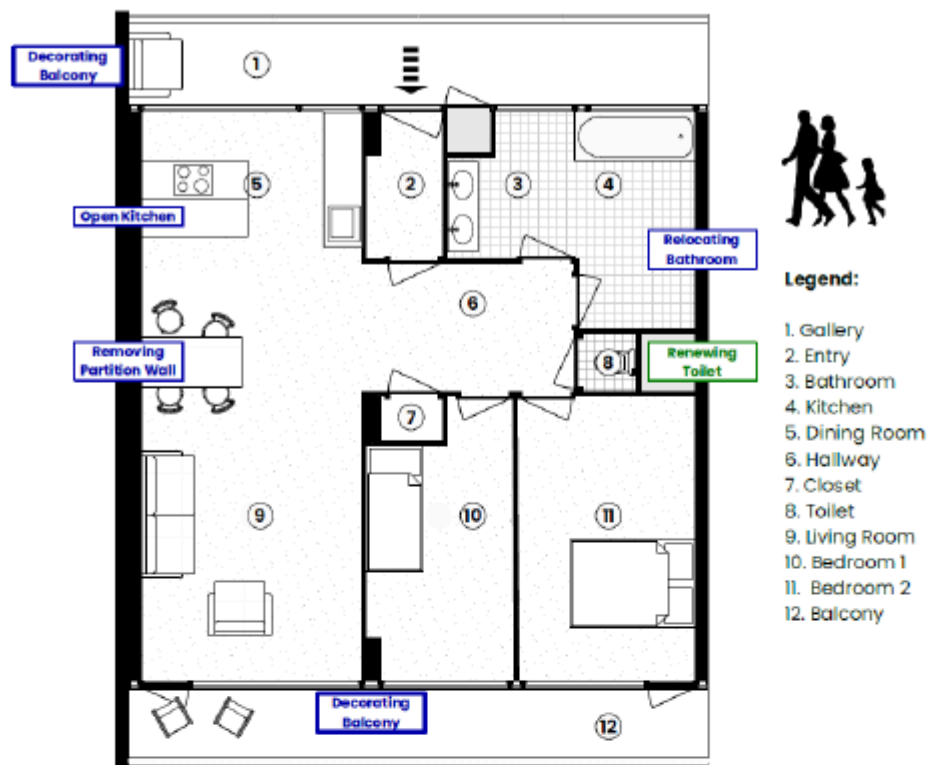 Decorating
Balcony
1
Open Kitchen
5
2
3
4
Relocating
Bathroom
6
Removing
Partition Wall
8
Renewing
Toilet
7
9
10
11
Decorating
Balcony
12
Legend:
1. Gallery
2. Entry
3. Bathroom
4. Kitchen
5. Dining Room
6. Hallway
7. Closet
8. Toilet
9. Living Room
10. Bedroom 1
11. Bedroom 2
12. Balcony